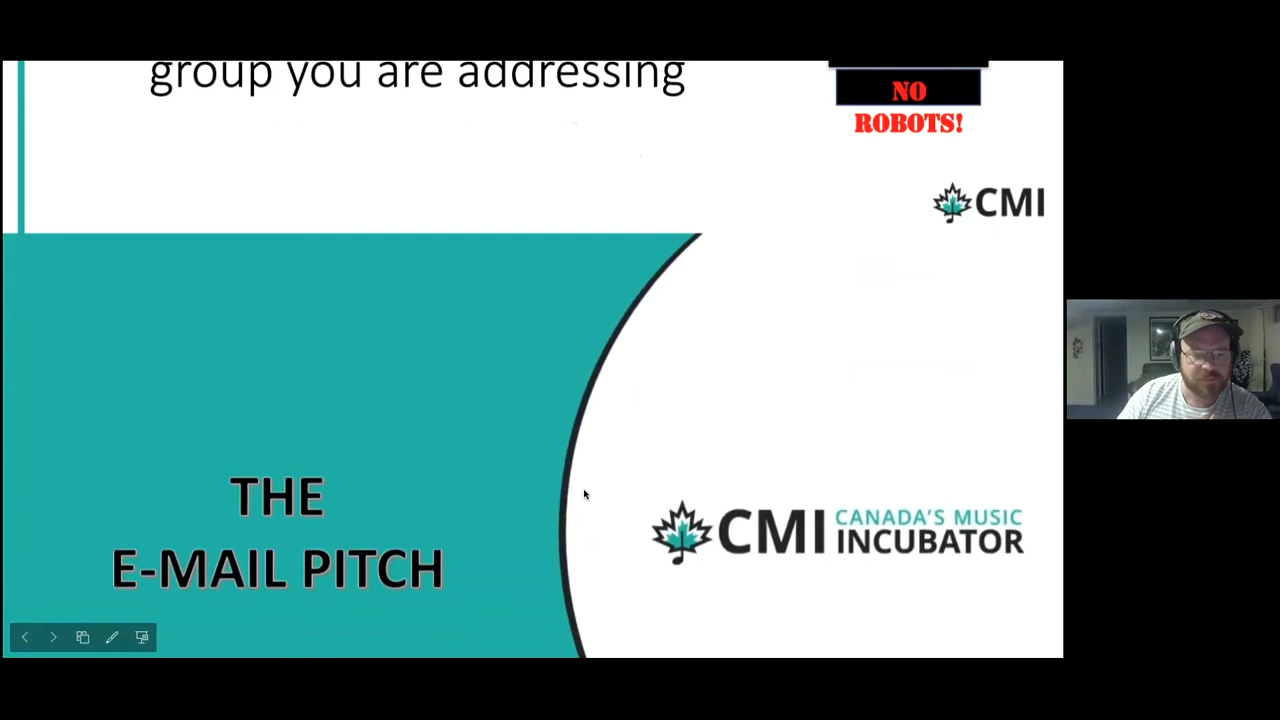 group you are addressing
NO
ROBOTS!
CMI
THE
E-MAIL PITCH
CMI CANADA'S MUSIC
INCUBATOR